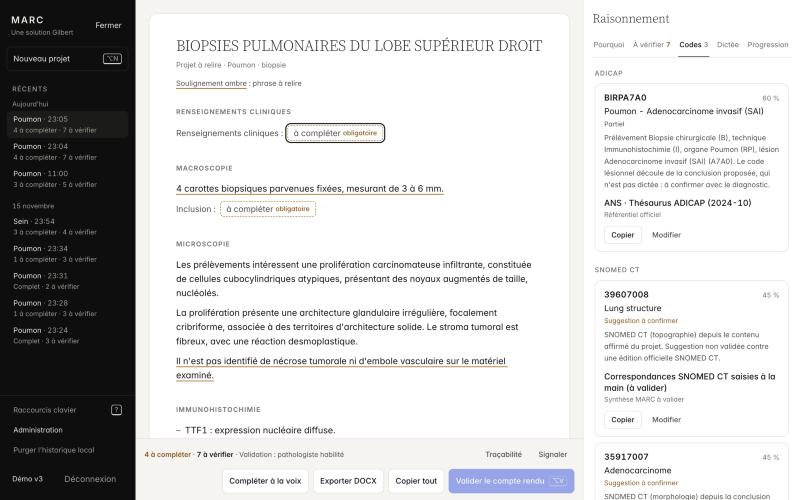 MARC
Une solution Gilbert
Fermer
Nouveau projet ⌥N
RÉCENTS
Aujourd'hui
Poumon · 23:05
4 à compléter · 7 à vérifier
Poumon · 23:04
4 à compléter · 7 à vérifier
Poumon · 11:00
3 à compléter · 5 à vérifier
15 novembre
Sein · 23:54
3 à compléter · 4 à vérifier
Poumon · 23:34
1 à compléter · 3 à vérifier
Poumon · 23:31
Complet · 2 à vérifier
Poumon · 23:28
1 à compléter · 3 à vérifier
Poumon · 23:24
Complet · 3 à vérifier
Raccourcis clavier ?
Administration
Purger l'historique local
Démo v3 Déconnexion
BIOPSIES PULMONAIRES DU LOBE SUPÉRIEUR DROIT
Projet à relire · Poumon · biopsie
Soulignement ambre : phrase à relire
RENSEIGNEMENTS CLINIQUES
Renseignements cliniques : à compléter obligatoire
MACROSCOPIE
4 carottes biopsiques parvenues fixées, mesurant de 3 à 6 mm.
Inclusion : à compléter obligatoire
MICROSCOPIE
Les prélèvements intéressent une prolifération carcinomateuse infiltrante, constituée
de cellules cubocylindriques atypiques, présentant des noyaux augmentés de taille,
nucléolés.
La prolifération présente une architecture glandulaire irrégulière, focalement
cribriforme, associée à des territoires d'architecture solide. Le stroma tumoral est
fibreux, avec une réaction desmoplastique.
Il n'est pas identifié de nécrose tumorale ni d'embole vasculaire sur le matériel
examiné.
IMMUNOHISTOCHIMIE
– TTF1 : expression nucléaire diffuse.
4 à compléter · 7 à vérifier · Validation : pathologiste habilité
Traçabilité Signaler
Compléter à la voix Exporter DOCX Copier tout Valider le compte rendu ⌥V
Raisonnement
Pourquoi À vérifier 7 Codes 3 Dictée Progression
ADICAP
BIRPA7A0 60 %
Poumon - Adenocarcinome invasif (SAI)
Partiel
Prélèvement Biopsie chirurgicale (B), technique
Immunohistochimie (I), organe Poumon (RP), lésion
Adenocarcinome invasif (SAI) (A7A0). Le code
lésionnel découle de la conclusion proposée, qui
n'est pas dictée : à confirmer avec le diagnostic.
ANS · Thésaurus ADICAP (2024-10)
Référentiel officiel
Copier Modifier
SNOMED CT
39607008 45 %
Lung structure
Suggestion à confirmer
SNOMED CT (topographie) depuis le contenu
affirmé du projet. Suggestion non validée contre
une édition officielle SNOMED CT.
Correspondances SNOMED CT saisies à la
main (à valider)
Synthèse MARC à valider
Copier Modifier
35917007 45 %
Adenocarcinome
Suggestion à confirmer
SNOMED CT (morphologie) depuis le contenu